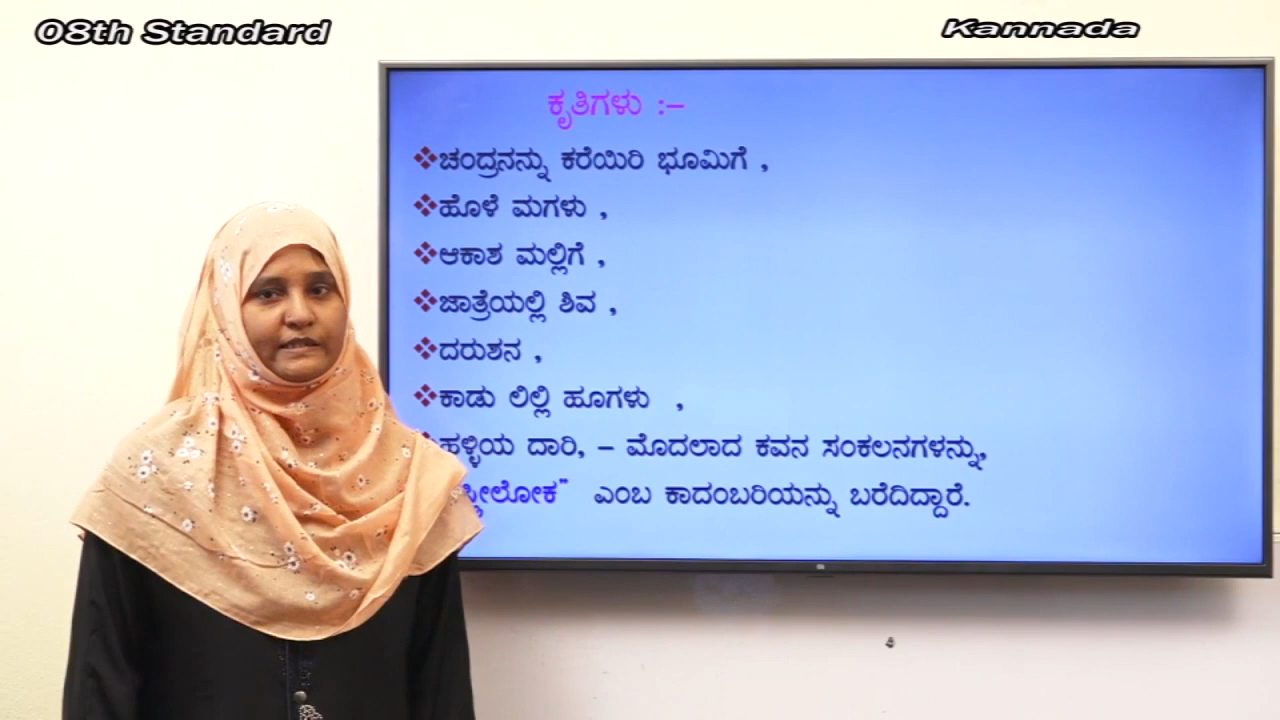 08th Standard
Kannada
ಕೃತಿಗಳು :–
ಚಂದ್ರನನ್ನು ಕರೆಯಿರಿ ಭೂಮಿಗೆ ,
ಹೊಳೆ ಮಗಳು ,
ಆಕಾಶ ಮಲ್ಲಿಗೆ ,
ಜಾತ್ರೆಯಲ್ಲಿ ಶಿವ ,
ದರುಶನ ,
ಕಾಡು ಲಿಲ್ಲಿ ಹೂಗಳು ,
ಹಳ್ಳಿಯ ದಾರಿ, – ಮೊದಲಾದ ಕವನ ಸಂಕಲನಗಳನ್ನು,
ಎಂಬ ಕಾದಂಬರಿಯನ್ನು ಬರೆದಿದ್ದಾರೆ.